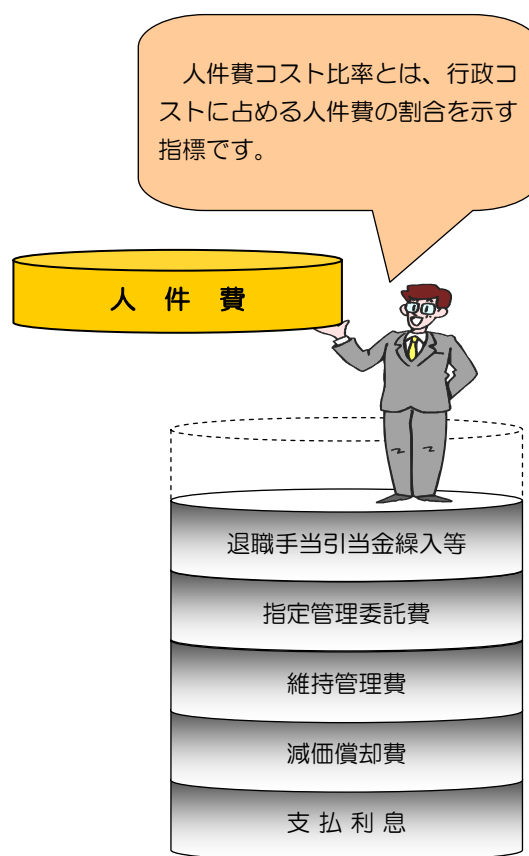 人件費コスト比率とは、行政コ
ストに占める人件費の割合を示す
指標です。
人　件　費
退職手当引当金繰入等
指定管理委託費
維持管理費
減価償却費
支 払 利 息